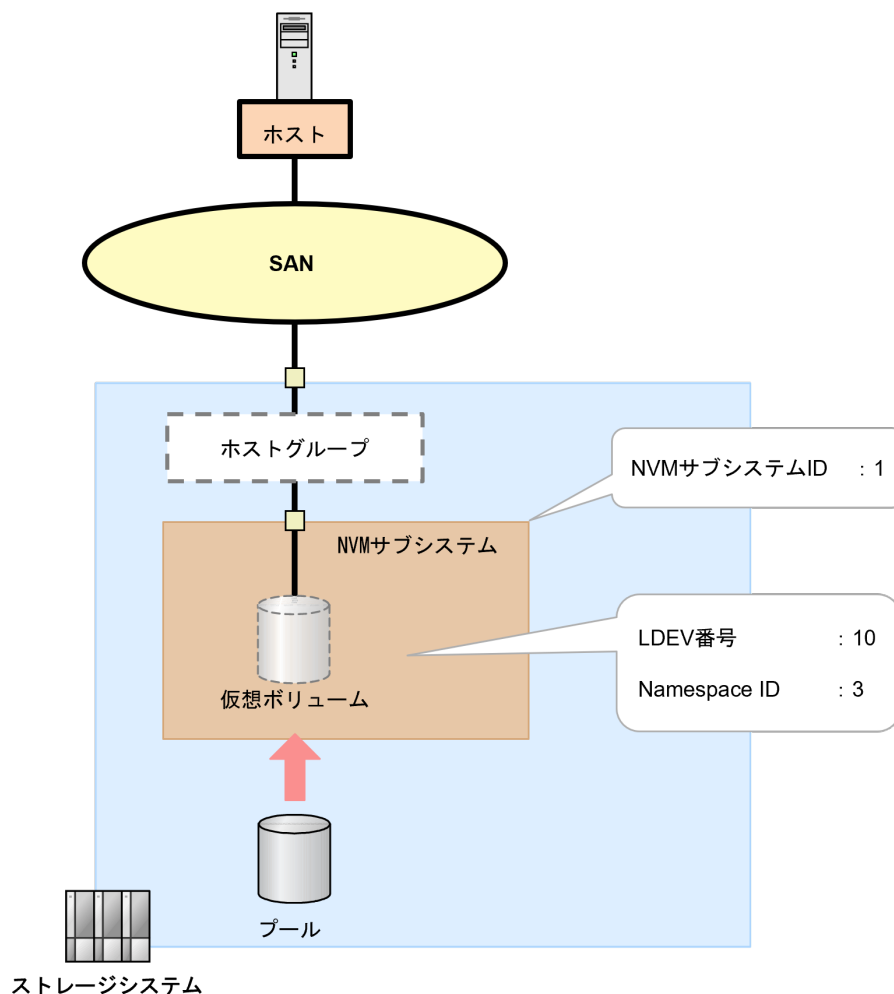 ホスト
SAN
ホストグループ
NVMサブシステムID : 1
NVMサブシステム
LDEV番号 : 10
Namespace ID : 3
仮想ボリューム
プール
ストレージシステム